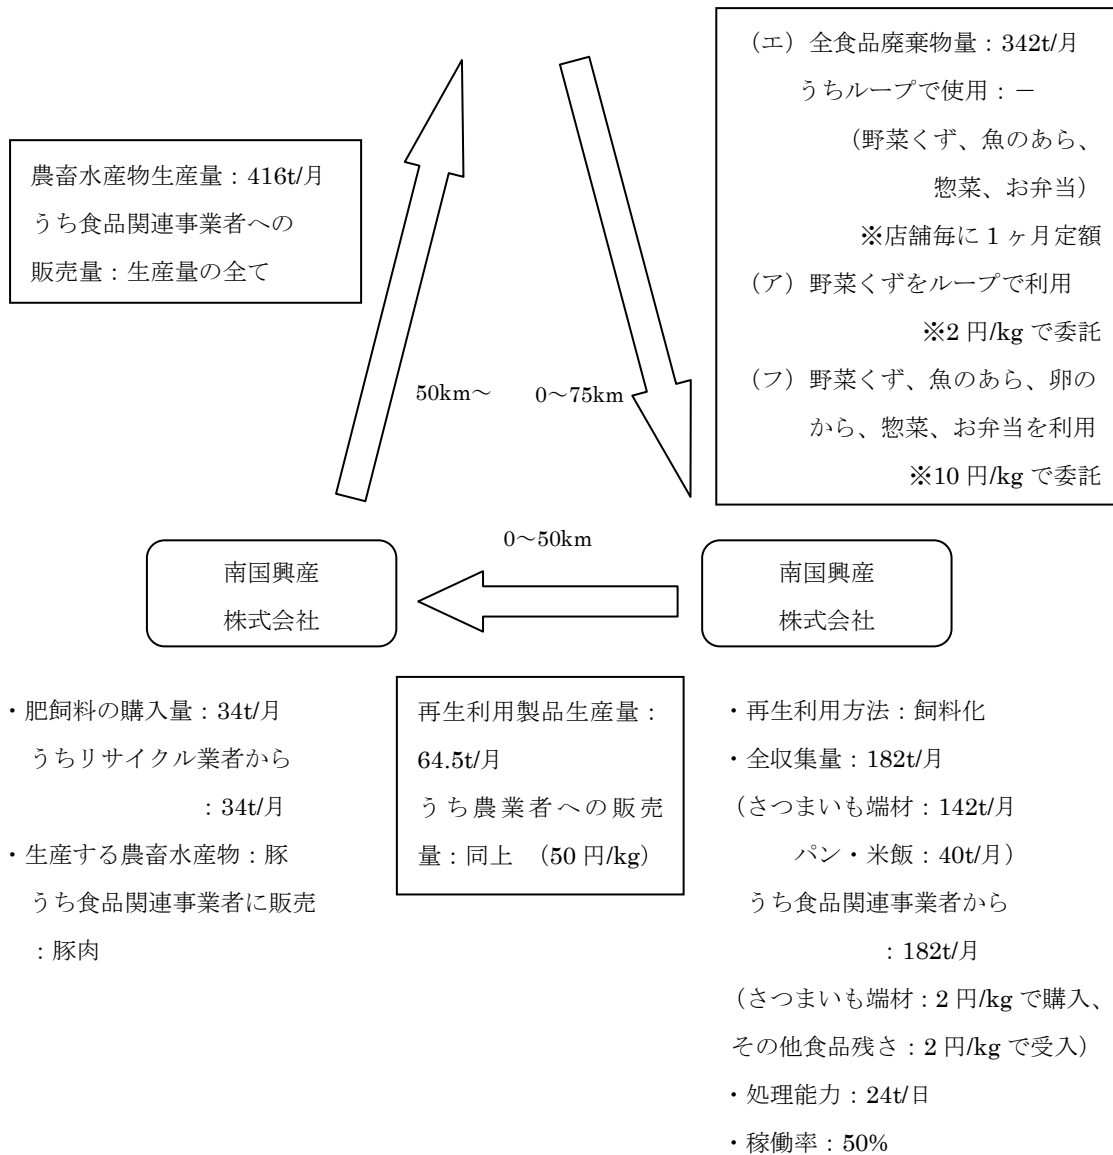 (エ)全食品廃棄物量:342t/月
うちループで使用:－
(野菜くず、魚のあら、
惣菜、お弁当)
※店舗毎に 1 ヶ月定額
(ア)野菜くずをループで利用
※2 円/kg で委託
(フ)野菜くず、魚のあら、卵の
から、惣菜、お弁当を利用
※10 円/kg で委託
農畜水産物生産量:416t/月
うち食品関連事業者への
販売量:生産量の全て
50km～
0～75km
0～50km
南国興産
株式会社
南国興産
株式会社
・肥飼料の購入量:34t/月
うちリサイクル業者から
:34t/月
・生産する農畜水産物:豚
うち食品関連事業者に販売
:豚肉
再生利用製品生産量:
64.5t/月
うち農業者への販売
量:同上 (50 円/kg)
・再生利用方法:飼料化
・全収集量:182t/月
(さつまいも端材:142t/月
パン・米飯:40t/月)
うち食品関連事業者から
:182t/月
(さつまいも端材:2 円/kg で購入、
その他食品残さ:2 円/kg で受入)
・処理能力:24t/日
・稼働率:50%